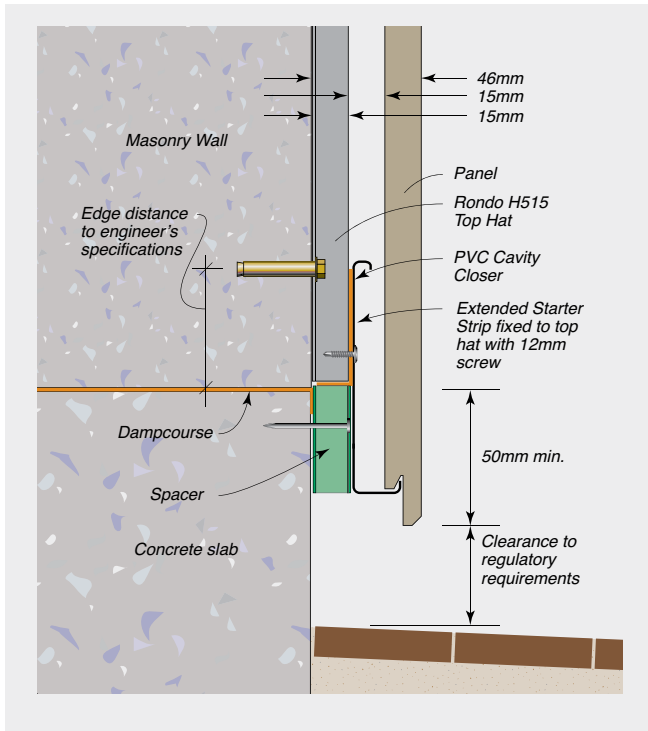 46mm
15mm
15mm
Masonry Wall
Panel
Rondo H515
Top Hat
Edge distance
to engineer's
specifications
PVC Cavity
Closer
Extended Starter
Strip fixed to top
hat with 12mm
screw
Dampcourse
50mm min.
Spacer
Concrete slab
Clearance to
regulatory
requirements